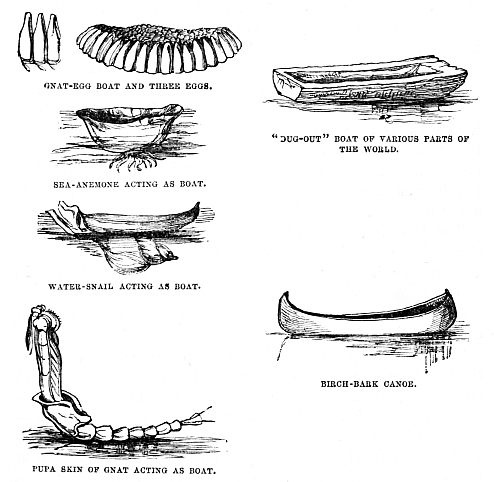 GNAT-EGG BOAT AND THREE EGGS.
SEA-ANEMONE ACTING AS BOAT.
WATER-SNAIL ACTING AS BOAT.
PUPA SKIN OF GNAT ACTING AS BOAT.
"DUG-OUT" BOAT OF VARIOUS PARTS OF
THE WORLD.
BIRCH-BARK CANOE.